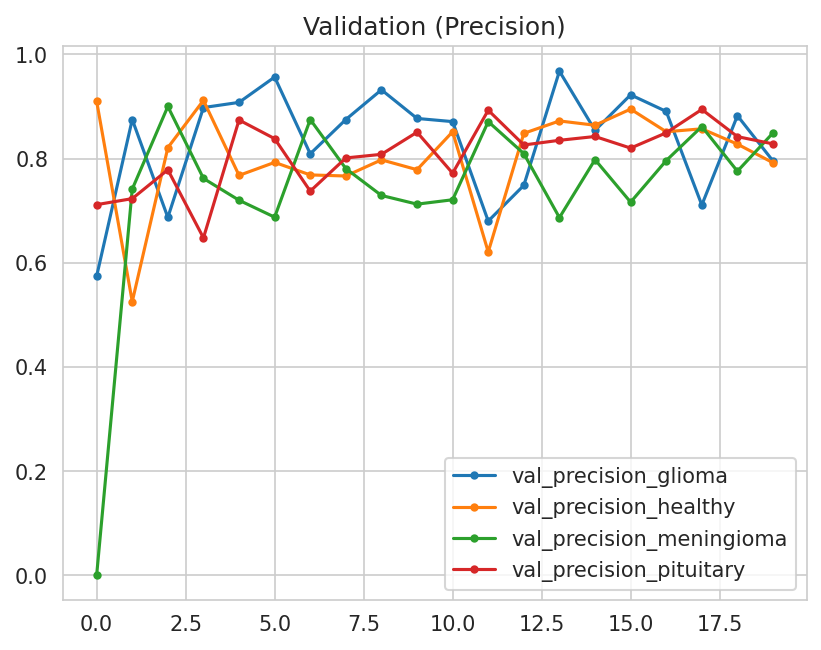 Validation (Precision)
1.0
0.8
0.6
0.4
0.2
0.0
val_precision_glioma
val_precision_healthy
val_precision_meningioma
val_precision_pituitary
0.0 2.5 5.0 7.5 10.0 12.5 15.0 17.5